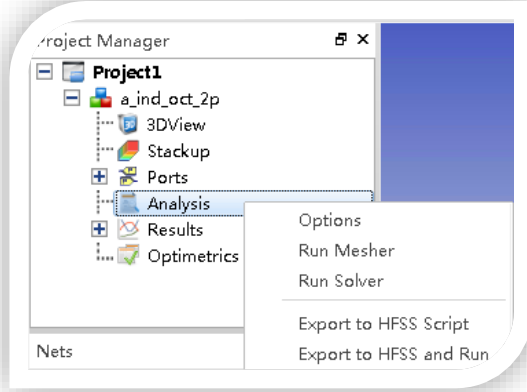 Project Manager
Project1
a_ind_oct_2p
3DView
Stackup
Ports
Analysis
Results
Optimetrics
Nets
Options
Run Mesher
Run Solver
Export to HFSS Script
Export to HFSS and Run